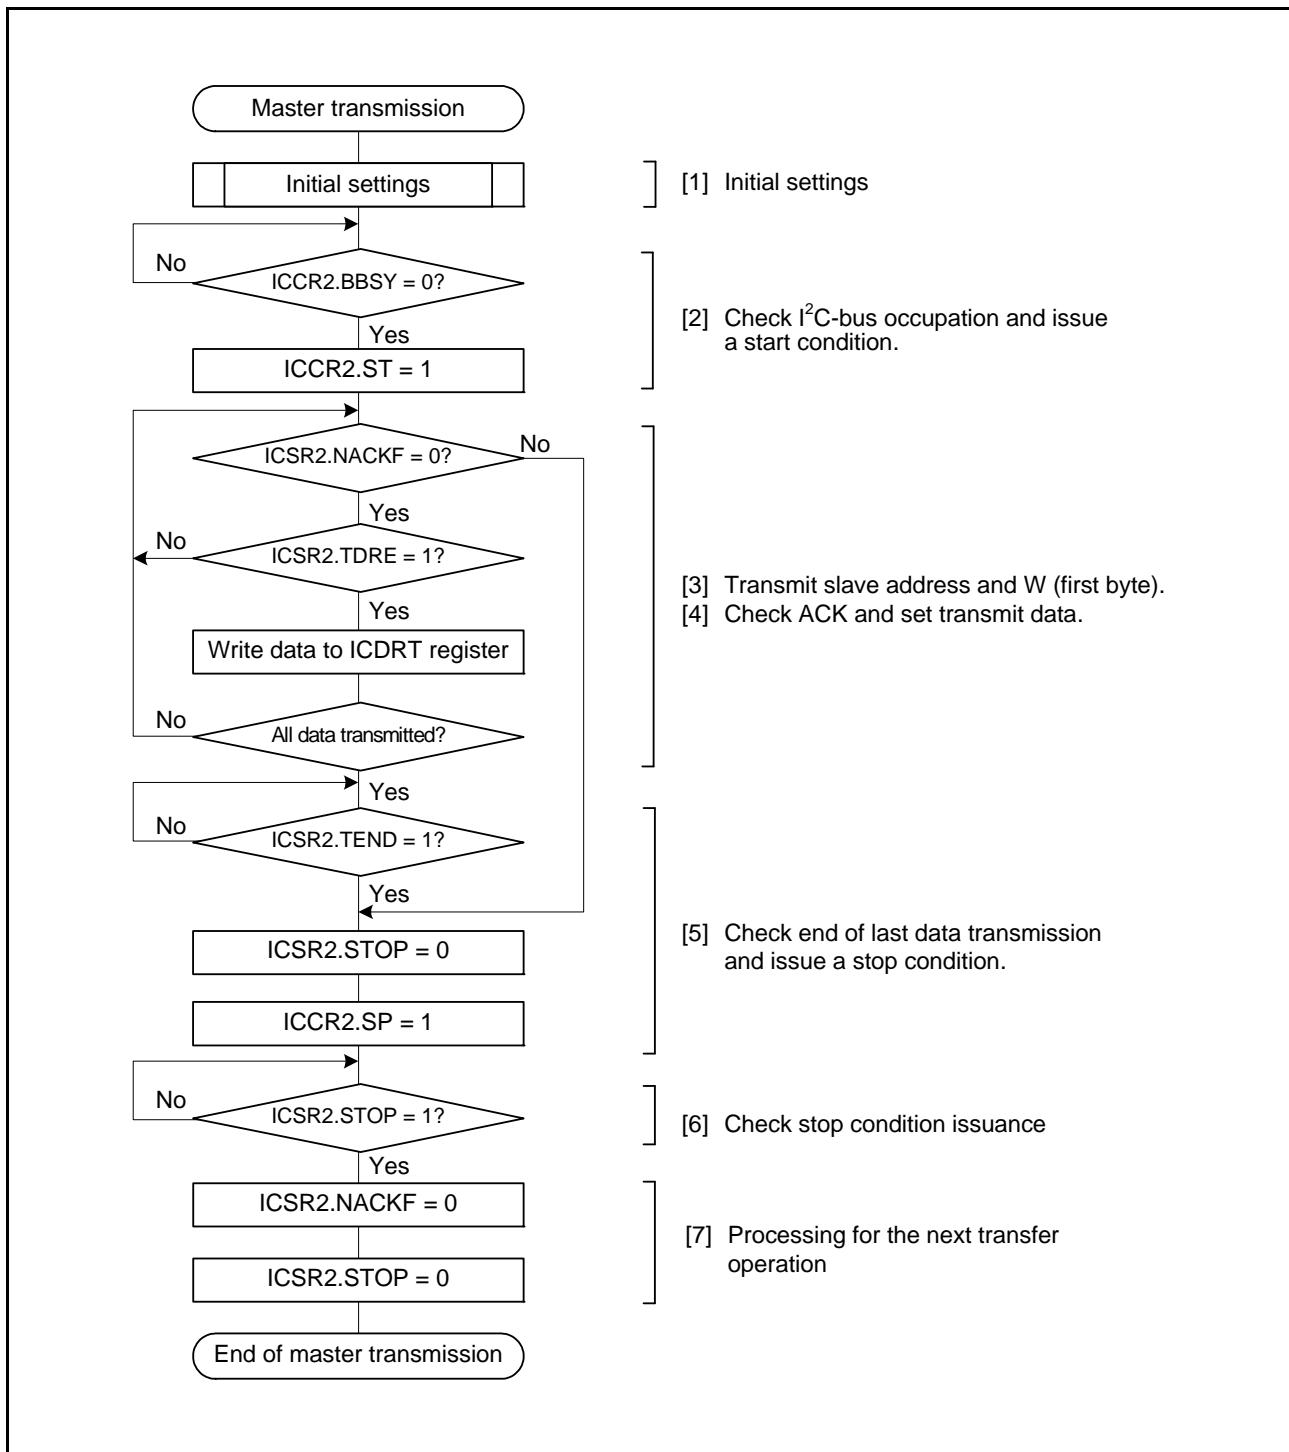 Master transmission
Initial settings
[1] Initial settings
No
ICCR2.BBSY = 0?
Yes
[2] Check I²C-bus occupation and issue
a start condition.
ICCR2.ST = 1
ICSR2.NACKF = 0?
No
Yes
No
ICSR2.TDRE = 1?
Yes
[3] Transmit slave address and W (first byte).
[4] Check ACK and set transmit data.
Write data to ICDRT register
No
All data transmitted?
Yes
No
ICSR2.TEND = 1?
Yes
[5] Check end of last data transmission
and issue a stop condition.
ICSR2.STOP = 0
ICCR2.SP = 1
No
ICSR2.STOP = 1?
[6] Check stop condition issuance
Yes
ICSR2.NACKF = 0
[7] Processing for the next transfer
operation
ICSR2.STOP = 0
End of master transmission